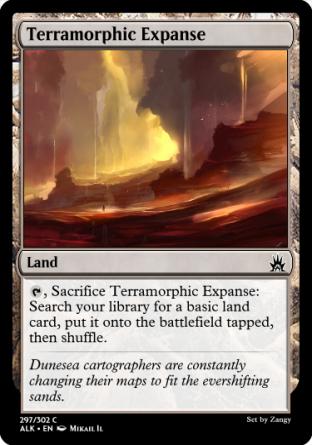 Terramorphic Expanse
Land
, Sacrifice Terramorphic Expanse:
Search your library for a basic land
card, put it onto the battlefield tapped,
then shuffle.
Dunesea cartographers are constantly
changing their maps to fit the evershifting
sands.
297/302 C
Set by Zangy
ALK • EN Mikail Il